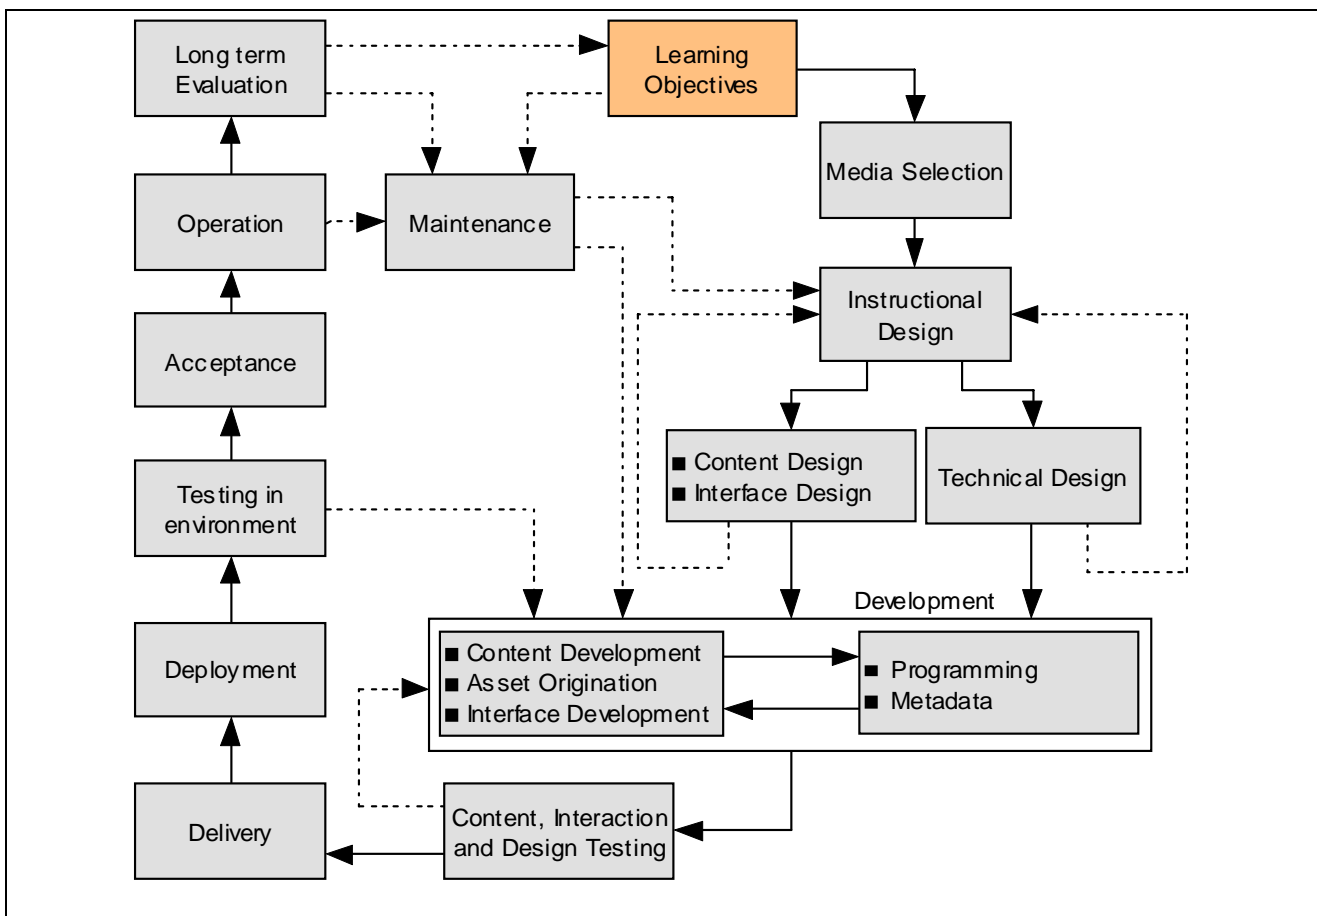 Long term
Evaluation
Learning
Objectives
Media Selection
Operation
Maintenance
Instructional
Design
Acceptance
■ Content Design
■ Interface Design
Technical Design
Testing in
environment
Development
■ Content Development
■ Asset Origination
■ Interface Development
■ Programming
■ Metadata
Deployment
Content, Interaction
and Design Testing
Delivery